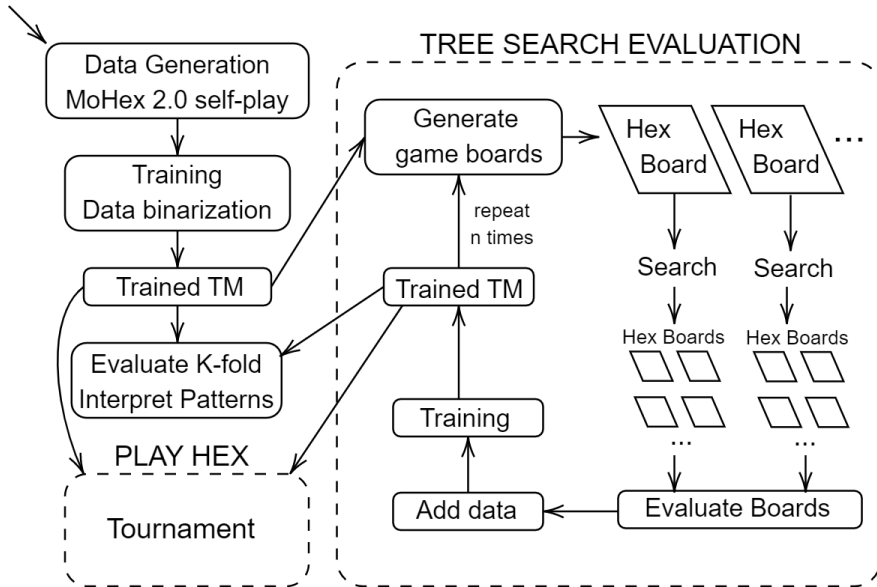 TREE SEARCH EVALUATION
Data Generation
MoHex 2.0 self-play
Training
Data binarization
Trained TM
Evaluate K-fold
Interpret Patterns
PLAY HEX
Tournament
Generate
game boards
repeat
n times
Trained TM
Training
Add data
Hex
Board
Hex
Board
...
Search
Search
Hex Boards
Hex Boards
...
...
Evaluate Boards